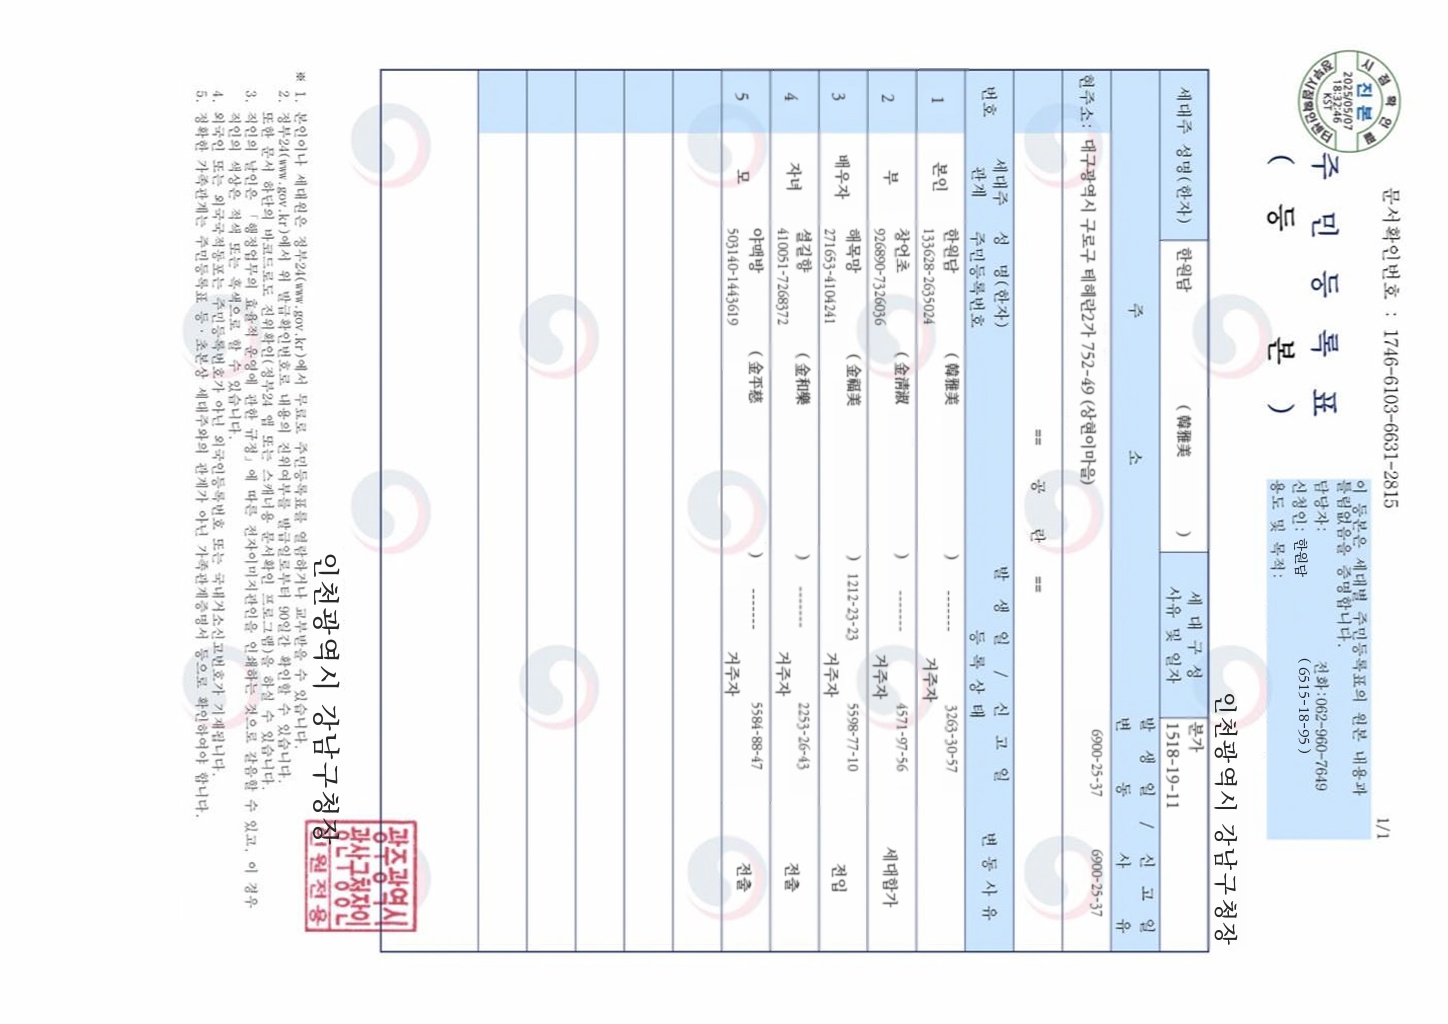 문서확인번호 : 1746-6103-6631-2815
1/1
시점확인필
진본
2025/05/07
18:32:46
KST
정부시점확인센터
주 민 등 록 표
( 등 본 )
이 등본은 세대별 주민등록표의 원본 내용과
틀림없음을 증명합니다.
담당자: 전화:062-960-7649
신청인: 한원담 (6515-18-95)
용도 및 목적:
인천광역시 강남구청장
세대주 성명(한자) 한원담 ( 韓雅美 ) 세 대 구 성 사유 및 일자 분가
1518-19-11
주 소 발 생 일 / 신 고 일
변 동 사 유
현주소: 대구광역시 구로구 테헤란2가 752-49 (상현이마을) 6900-25-37 6900-25-37
== 공 란 ==
번호 세대주 관계 성 명(한자) 주민등록번호 발 생 일 / 신 고 일 등 록 상 태 변 동 사 유
1 본인 한원담 ( 韓雅美 ) ------- 3263-30-57
133628-2635024 거주자
2 부 창언초 ( 金淸淑 ) ------- 4571-97-56 세대합가
926890-7326036 거주자
3 배우자 해목망 ( 金福美 ) 1212-23-23 5598-77-10 전입
271653-4104241 거주자
4 자녀 설길항 ( 金和樂 ) ------- 2253-26-43 전출
410051-7268372 거주자
5 모 야맥방 ( 金平慈 ) ------- 5584-88-47 전출
503140-1443619 거주자
인천광역시 강남구청장
광주광역시
광산구청장인
민원전용
※ 1. 본인이나 세대원은 정부24(www.gov.kr)에서 무료로 주민등록표를 열람하거나 교부받을 수 있습니다.
2. 정부24(www.gov.kr)에서 위 발급확인번호로 내용의 진위여부를 발급일로부터 90일간 확인할 수 있습니다.
또한 문서 하단의 바코드로도 진위확인(정부24 앱 또는 스캐너용 문서확인 프로그램)을 하실 수 있습니다.
3. 직인의 날인은 「행정업무의 효율적 운영에 관한 규정」에 따른 전자이미지관인을 인쇄하는 것으로 갈음할 수 있고, 이 경우
직인의 색상은 적색 또는 흑색으로 할 수 있습니다.
4. 외국인 또는 외국국적동포는 주민등록번호가 아닌 외국인등록번호 또는 국내거소신고번호가 기재됩니다.
5. 정확한 가족관계는 주민등록표 등·초본상 세대주와의 관계가 아닌 가족관계증명서 등으로 확인하여야 합니다.